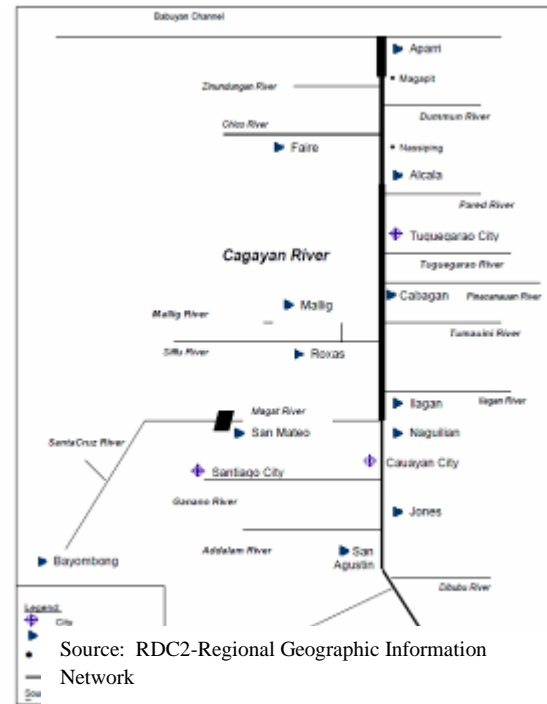 Babuyan Channel
Aparri
Magapit
Zinundungan River
Dummun River
Chico River
Faire
Nassiping
Alcala
Pared River
Tuguegarao City
Cagayan River
Tuguegarao River
Cabagan
Pinacanauan River
Mallig
Mallig River
Tumauini River
Siffu River
Roxas
Ilagan
Ilagan River
Magat River
San Mateo
Naguilian
SantaCruz River
Cauayan City
Santiago City
Ganano River
Jones
Addalam River
San
Agustin
Bayombong
Dibubu River
Legend:
City
Source: RDC2-Regional Geographic Information
Network